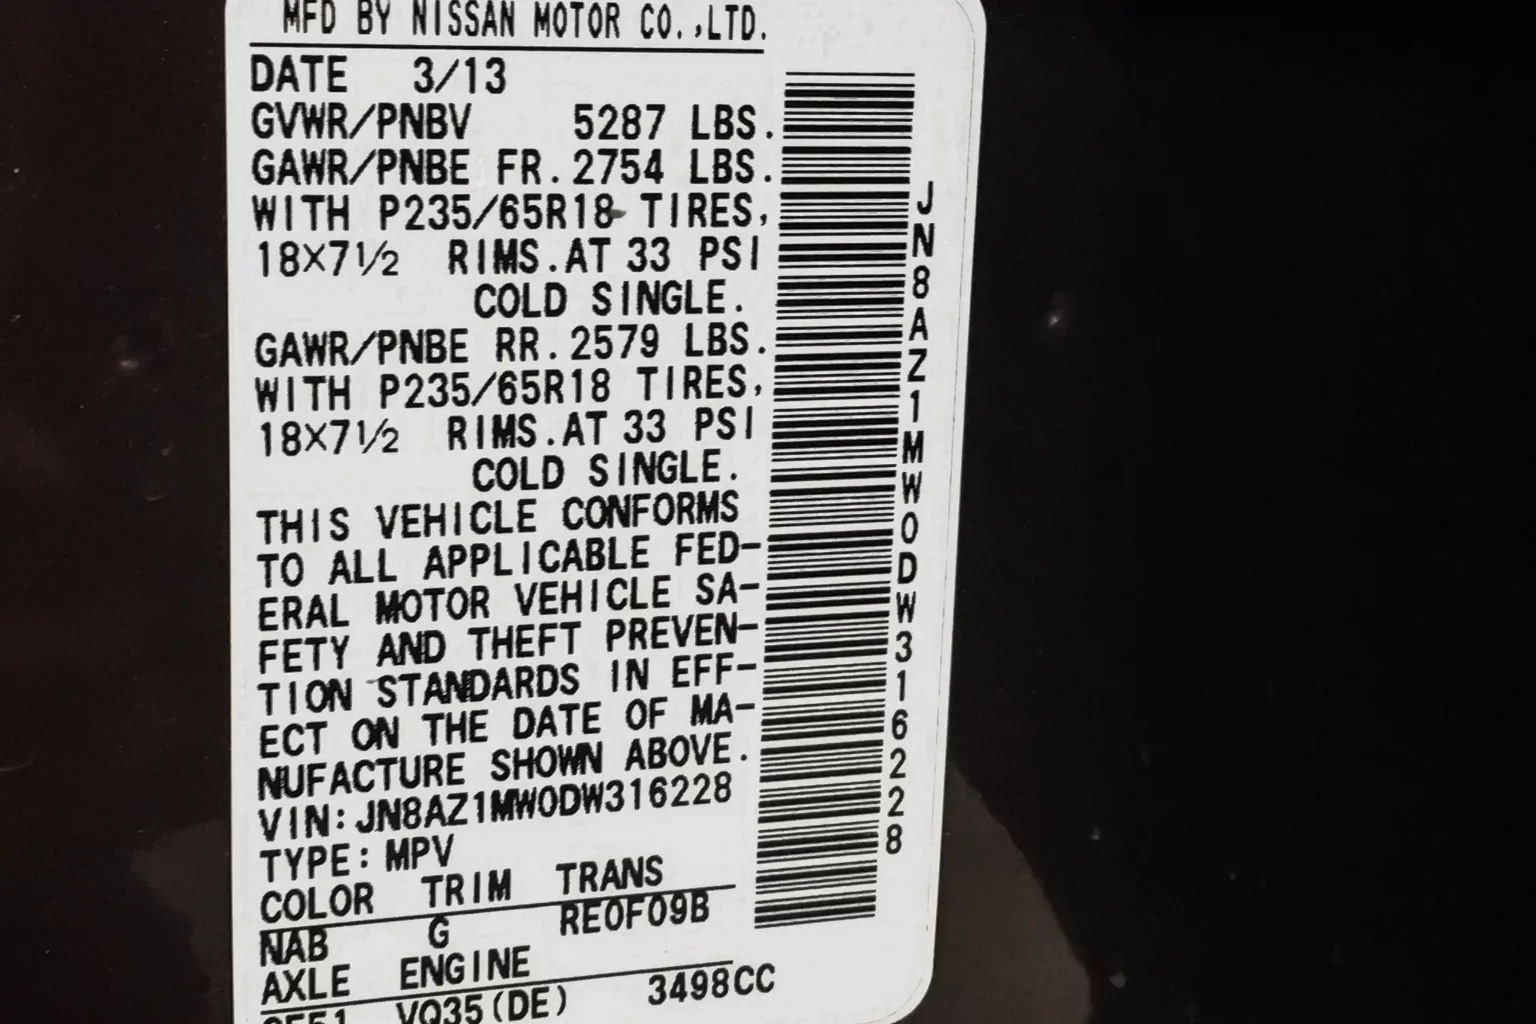 MFD BY NISSAN MOTOR CO.,LTD.
DATE 3/13
GVWR/PNBV 5287 LBS.
GAWR/PNBE FR. 2754 LBS.
WITH P235/65R18 TIRES,
18X7½ RIMS. AT 33 PSI
COLD SINGLE.
GAWR/PNBE RR. 2579 LBS.
WITH P235/65R18 TIRES,
18X7½ RIMS. AT 33 PSI
COLD SINGLE.
THIS VEHICLE CONFORMS
TO ALL APPLICABLE FED-
ERAL MOTOR VEHICLE SA-
FETY AND THEFT PREVEN-
TION STANDARDS IN EFF-
ECT ON THE DATE OF MA-
NUFACTURE SHOWN ABOVE.
VIN: JN8AZ1MW0DW316228
TYPE: MPV
COLOR TRIM TRANS
NAB G RE0F09B
AXLE ENGINE
VQ35(DE) 3498CC
JN8AZ1MW0DW316228